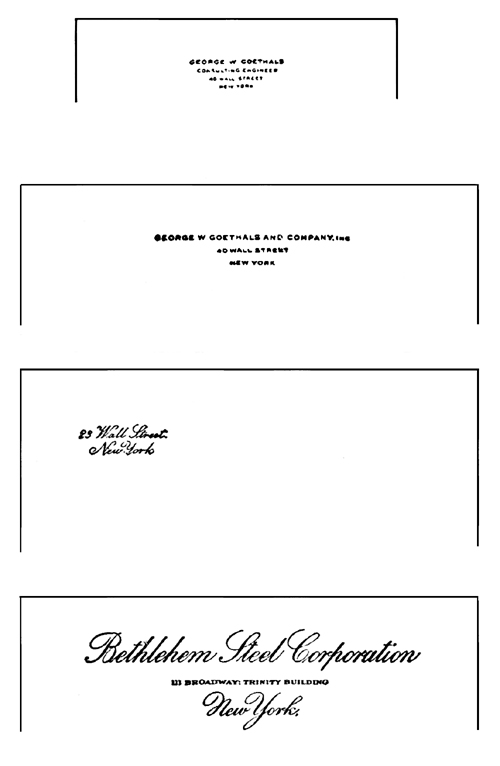 GEORGE W GOETHALS
CONSULTING ENGINEER
40 WALL STREET
NEW YORK
GEORGE W GOETHALS AND COMPANY, INC
40 WALL STREET
NEW YORK
23 Wall Street.
New York
Bethlehem Steel Corporation
111 BROADWAY: TRINITY BUILDING
New York.